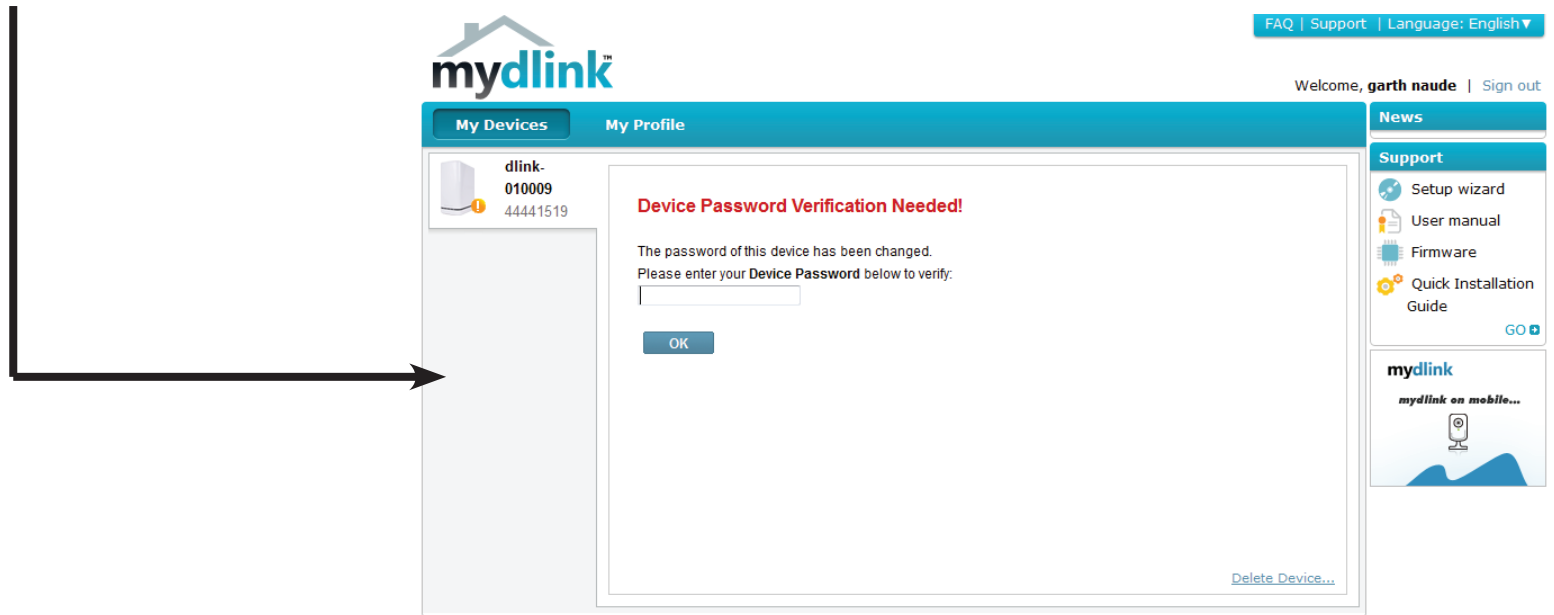 FAQ | Support | Language: English▼
mydlink™
Welcome, garth naude | Sign out
My Devices My Profile
dlink-
010009
44441519
Device Password Verification Needed!
The password of this device has been changed.
Please enter your Device Password below to verify:
OK
Delete Device...
News
Support
Setup wizard
User manual
Firmware
Quick Installation
Guide
GO
mydlink
mydlink on mobile...